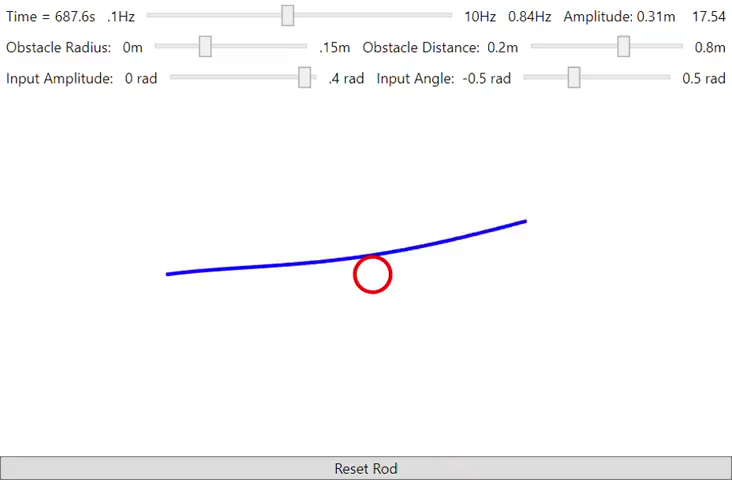 Time = 687.6s .1Hz 10Hz 0.84Hz Amplitude: 0.31m 17.54
Obstacle Radius: 0m .15m Obstacle Distance: 0.2m 0.8m
Input Amplitude: 0 rad .4 rad Input Angle: -0.5 rad 0.5 rad
Reset Rod